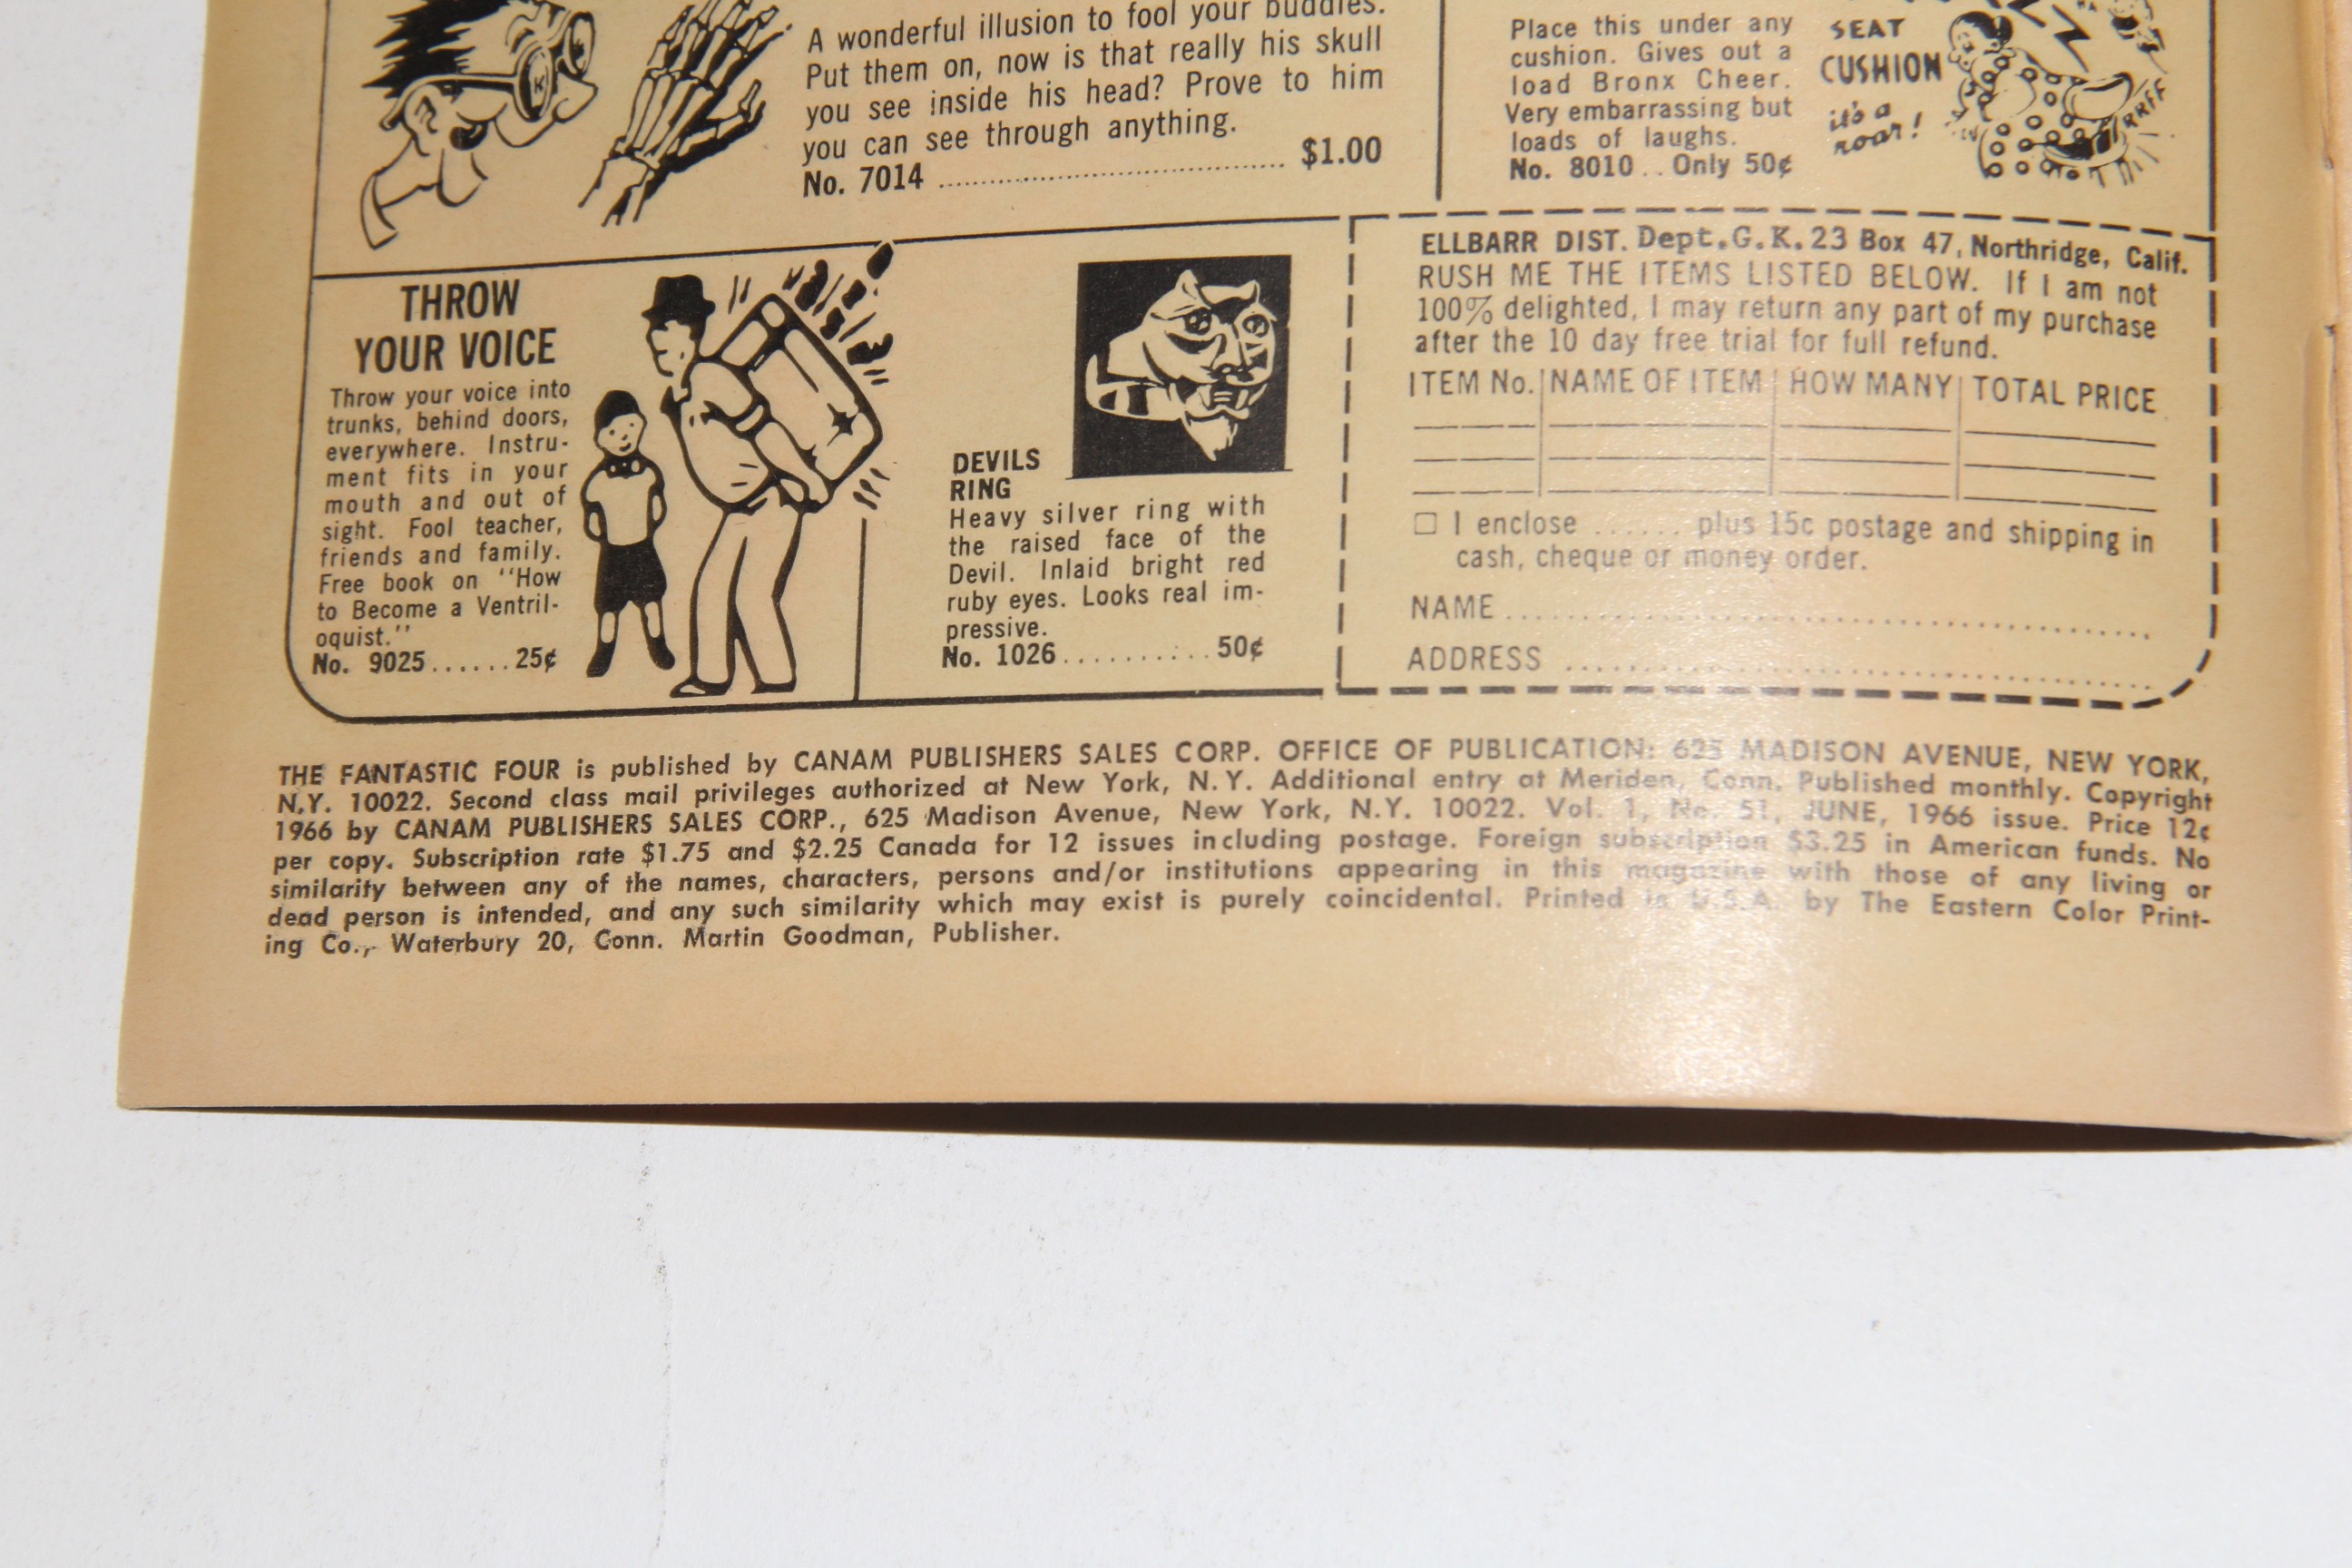 A wonderful illusion to fool your buddies.
Put them on, now is that really his skull
you see inside his head? Prove to him
you can see through anything.
No. 7014 ........................................ $1.00
Place this under any
cushion. Gives out a
load Bronx Cheer.
Very embarrassing but
loads of laughs.
No. 8010 .. Only 50¢
SEAT
CUSHION
it's a
roar!
THROW
YOUR VOICE
Throw your voice into
trunks, behind doors,
everywhere. Instru-
ment fits in your
mouth and out of
sight. Fool teacher,
friends and family.
Free book on "How
to Become a Ventril-
oquist."
No. 9025......25¢
DEVILS
RING
Heavy silver ring with
the raised face of the
Devil. Inlaid bright red
ruby eyes. Looks real im-
pressive.
No. 1026..........50¢
ELLBARR DIST. Dept.G.K.23 Box 47, Northridge, Calif.
RUSH ME THE ITEMS LISTED BELOW. If I am not
100% delighted, I may return any part of my purchase
after the 10 day free trial for full refund.
ITEM No. NAME OF ITEM HOW MANY TOTAL PRICE
☐ I enclose ...... plus 15c postage and shipping in
cash, cheque or money order.
NAME ........................................
ADDRESS ....................................
THE FANTASTIC FOUR is published by CANAM PUBLISHERS SALES CORP. OFFICE OF PUBLICATION: 625 MADISON AVENUE, NEW YORK,
N.Y. 10022. Second class mail privileges authorized at New York, N.Y. Additional entry at Meriden, Conn. Published monthly. Copyright
1966 by CANAM PUBLISHERS SALES CORP., 625 Madison Avenue, New York, N.Y. 10022. Vol. 1, No. 51, JUNE, 1966 issue. Price 12¢
per copy. Subscription rate $1.75 and $2.25 Canada for 12 issues including postage. Foreign subscription $3.25 in American funds. No
similarity between any of the names, characters, persons and/or institutions appearing in this magazine with those of any living or
dead person is intended, and any such similarity which may exist is purely coincidental. Printed in U.S.A. by The Eastern Color Print-
ing Co., Waterbury 20, Conn. Martin Goodman, Publisher.